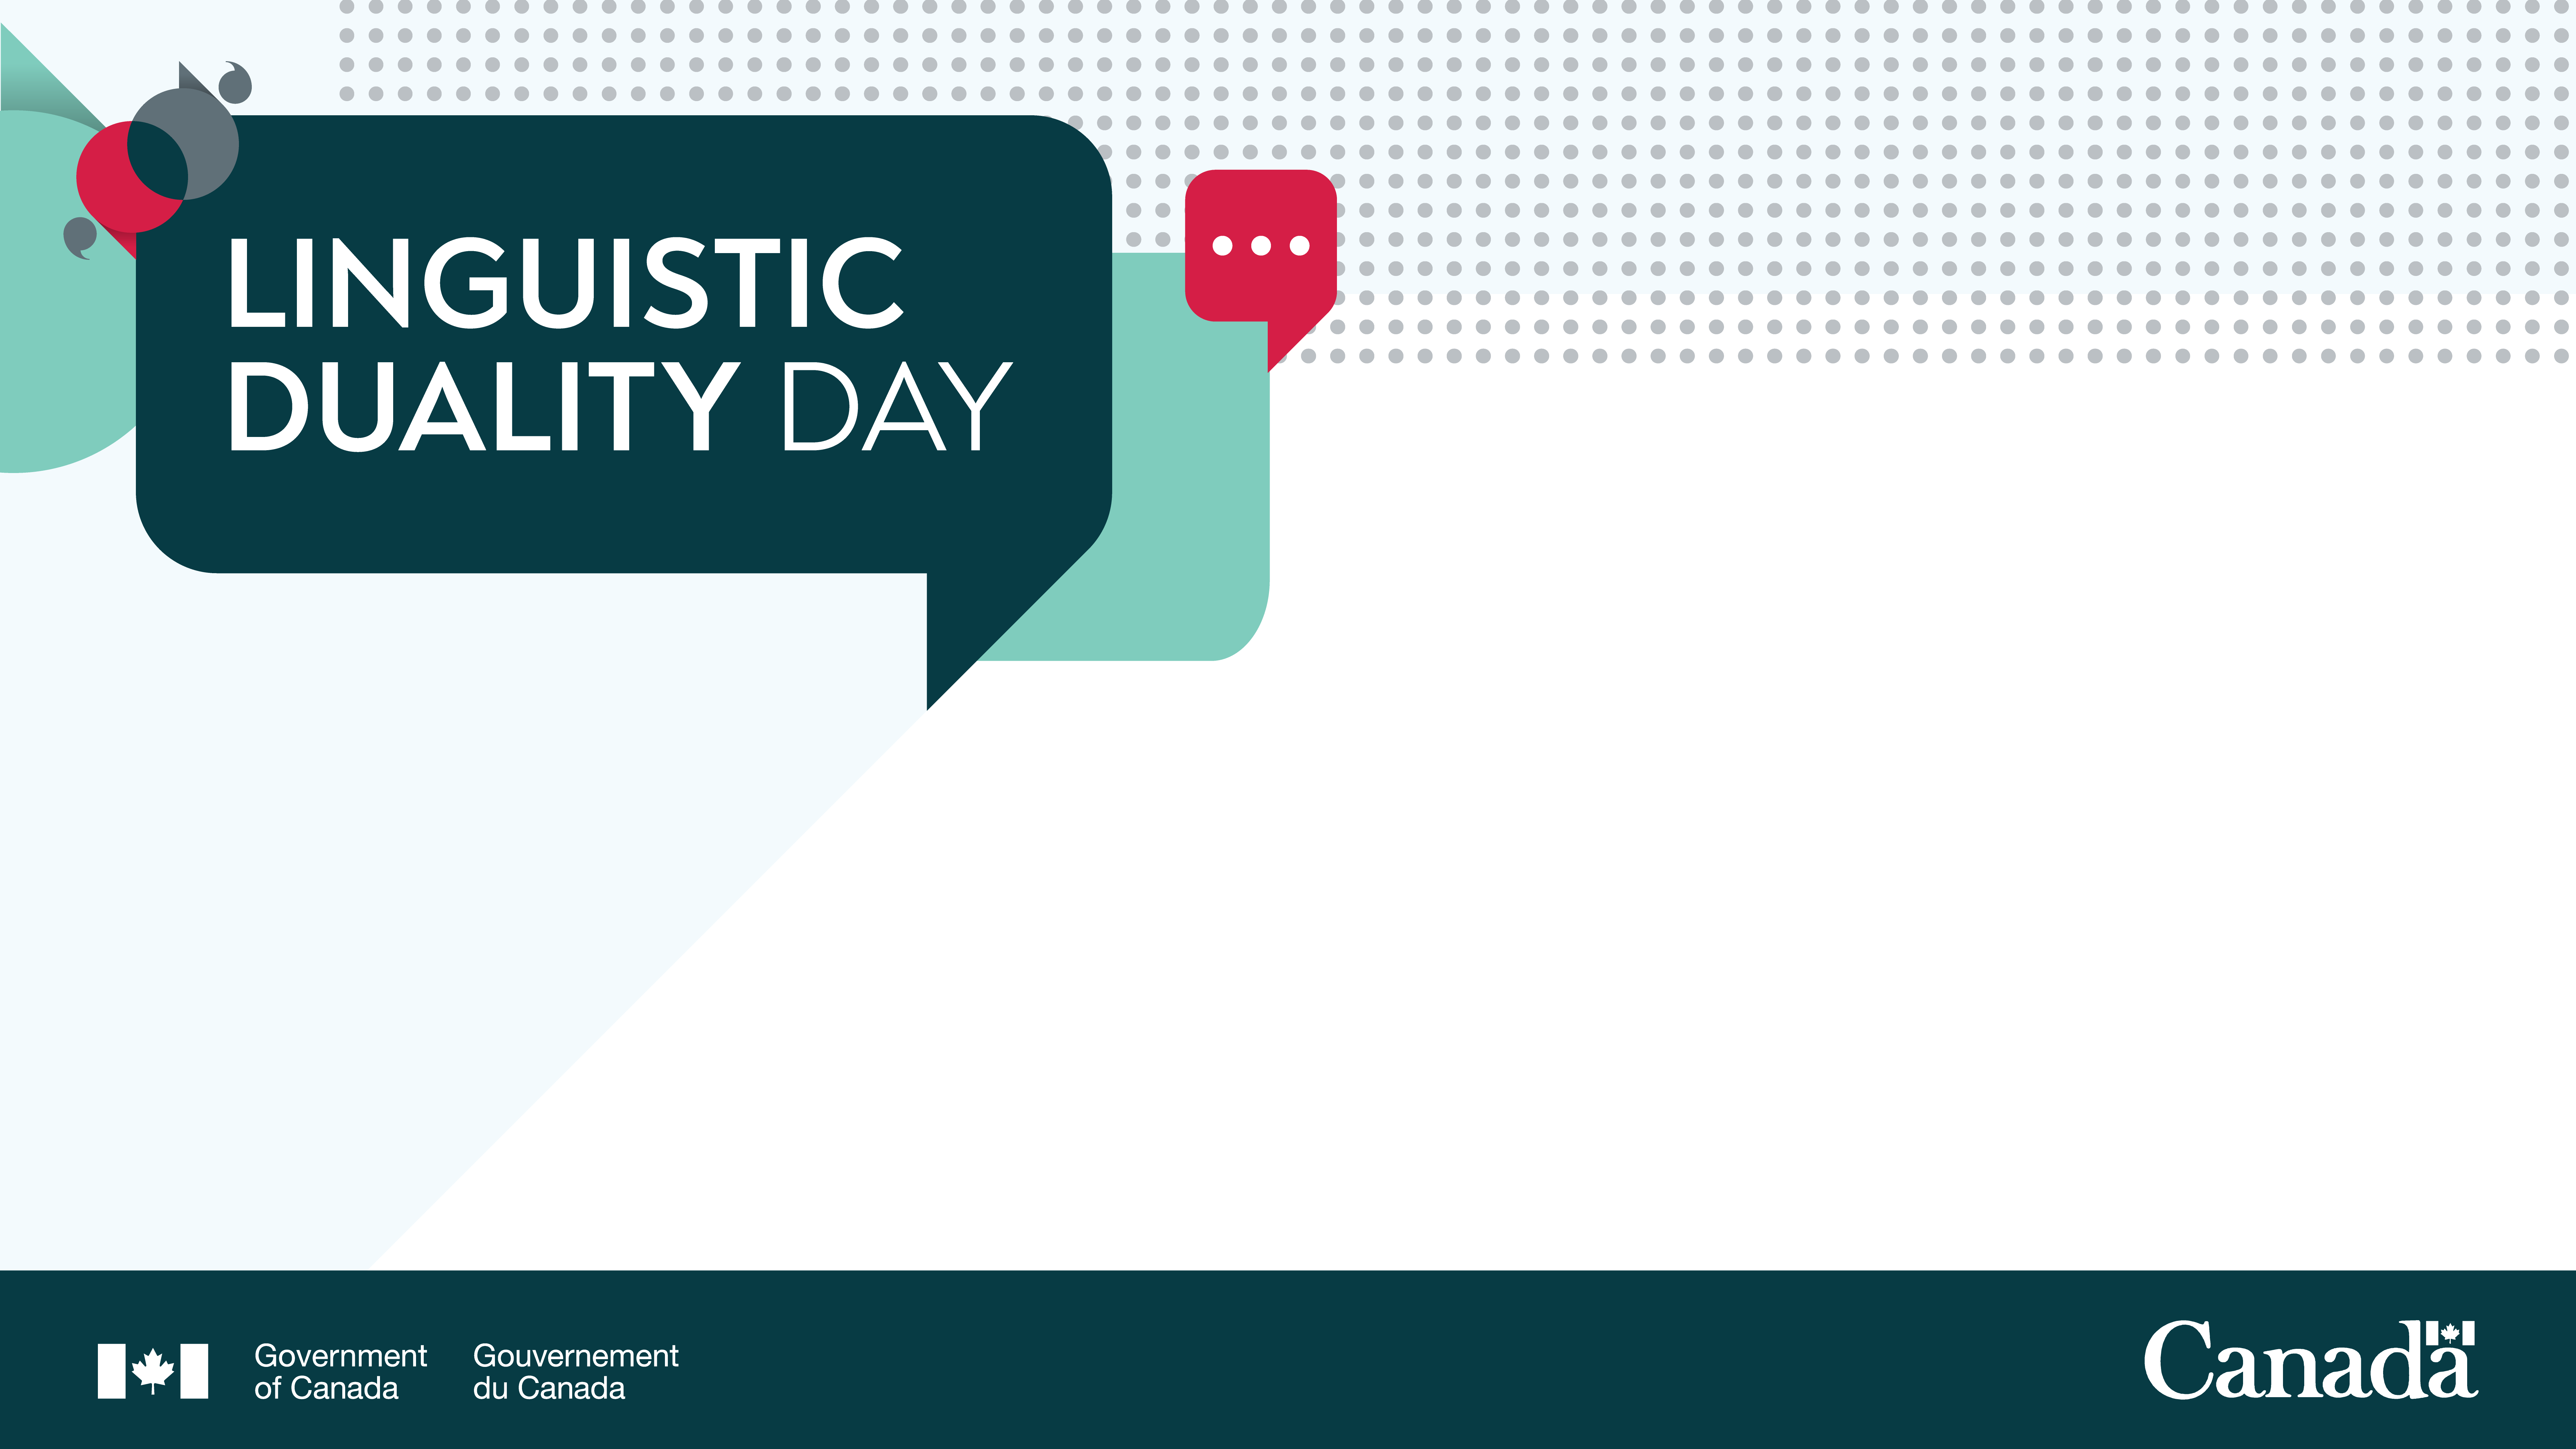 LINGUISTIC
DUALITY DAY
Government
of Canada
Gouvernement
du Canada
Canada